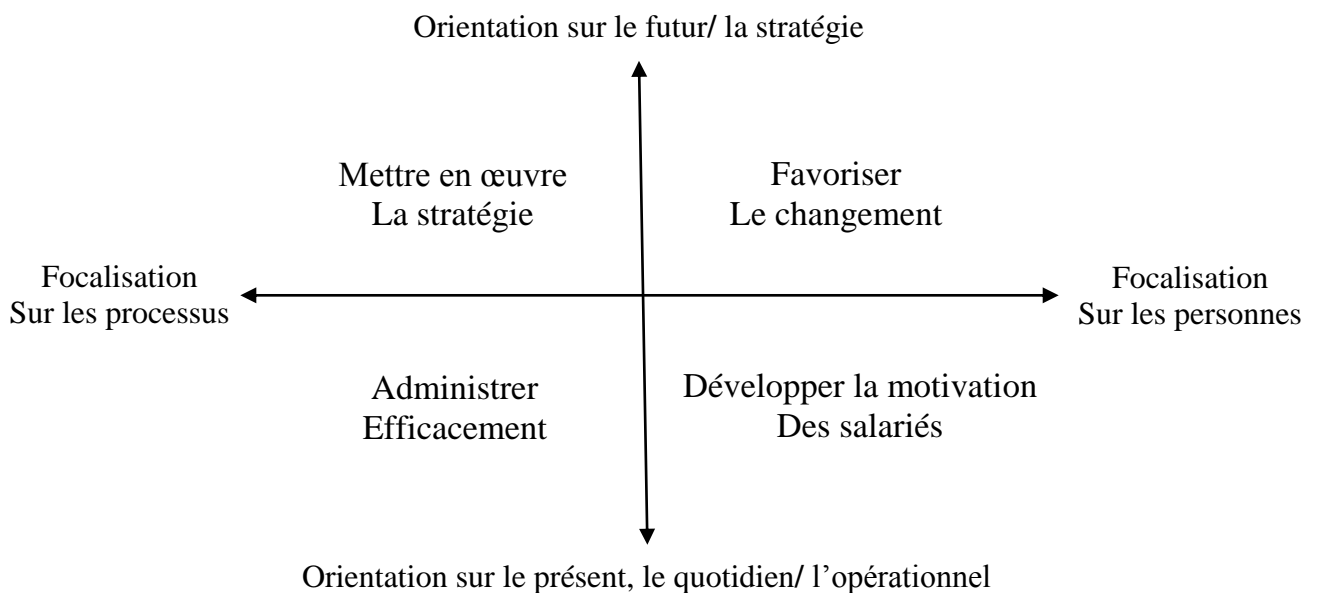 Orientation sur le futur/ la stratégie
Mettre en œuvre
La stratégie
Favoriser
Le changement
Focalisation
Sur les processus
Focalisation
Sur les personnes
Administrer
Efficacement
Développer la motivation
Des salariés
Orientation sur le présent, le quotidien/ l’opérationnel